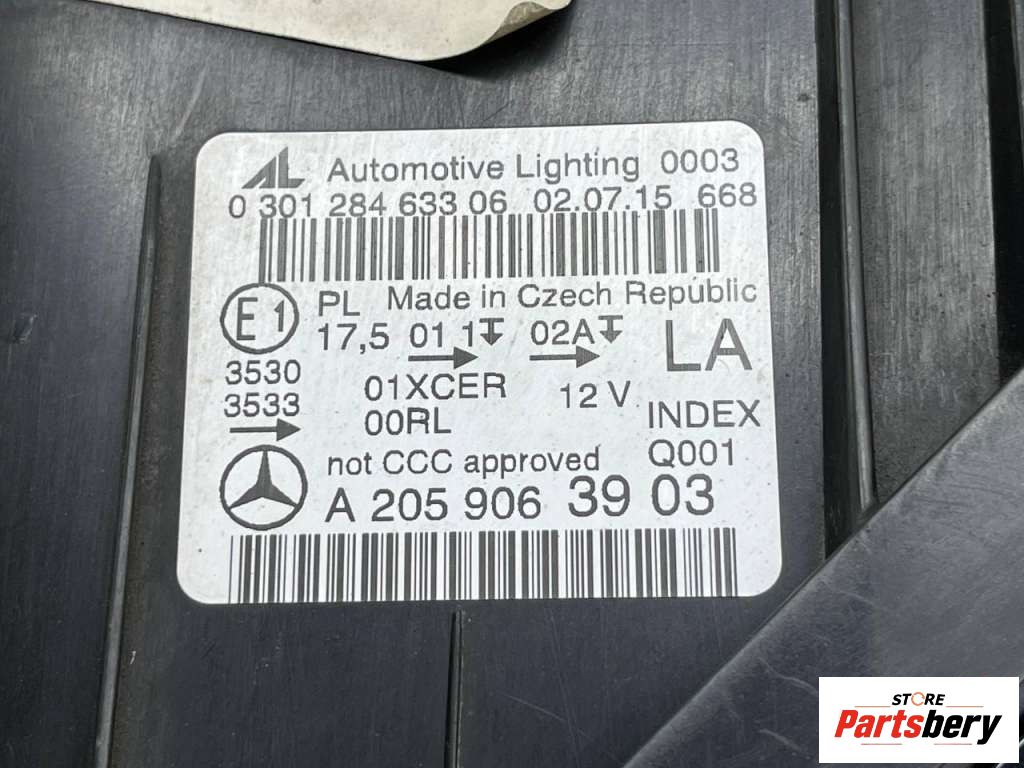 AL Automotive Lighting 0003
0 301 284 633 06 02.07.15 668
E1 PL Made in Czech Republic
17,5 01 1 02A LA
3530 01XCER 12 V
3533 00RL INDEX
not CCC approved Q001
A 205 906 3903
STORE
Partsbery